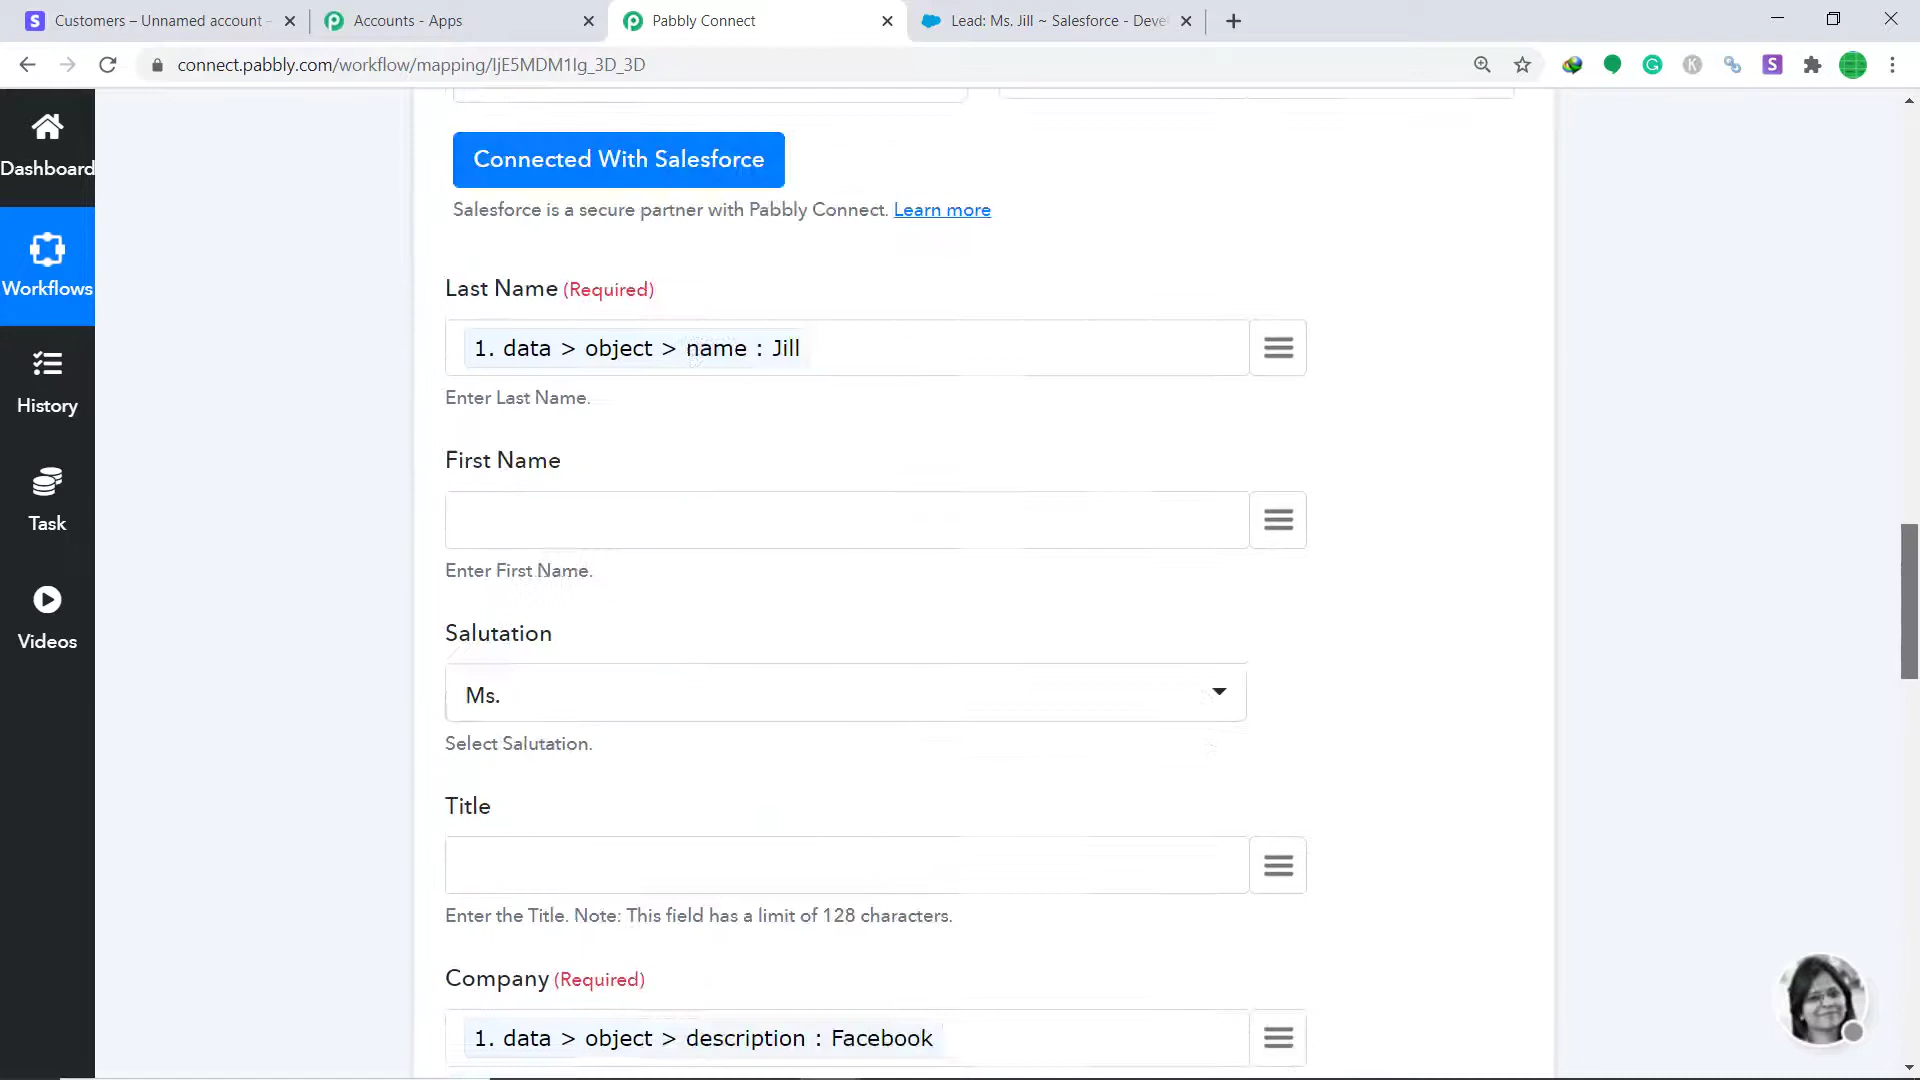 Customers – Unnamed account -
Accounts - Apps
Pabbly Connect
Lead: Ms. Jill ~ Salesforce - Deve
connect.pabbly.com/workflow/mapping/IjE5MDM1Ig_3D_3D
Dashboard
Workflows
History
Task
Videos
Connected With Salesforce
Salesforce is a secure partner with Pabbly Connect. Learn more
Last Name (Required)
1. data > object > name : Jill
Enter Last Name.
First Name
Enter First Name.
Salutation
Ms.
Select Salutation.
Title
Enter the Title. Note: This field has a limit of 128 characters.
Company (Required)
1. data > object > description : Facebook